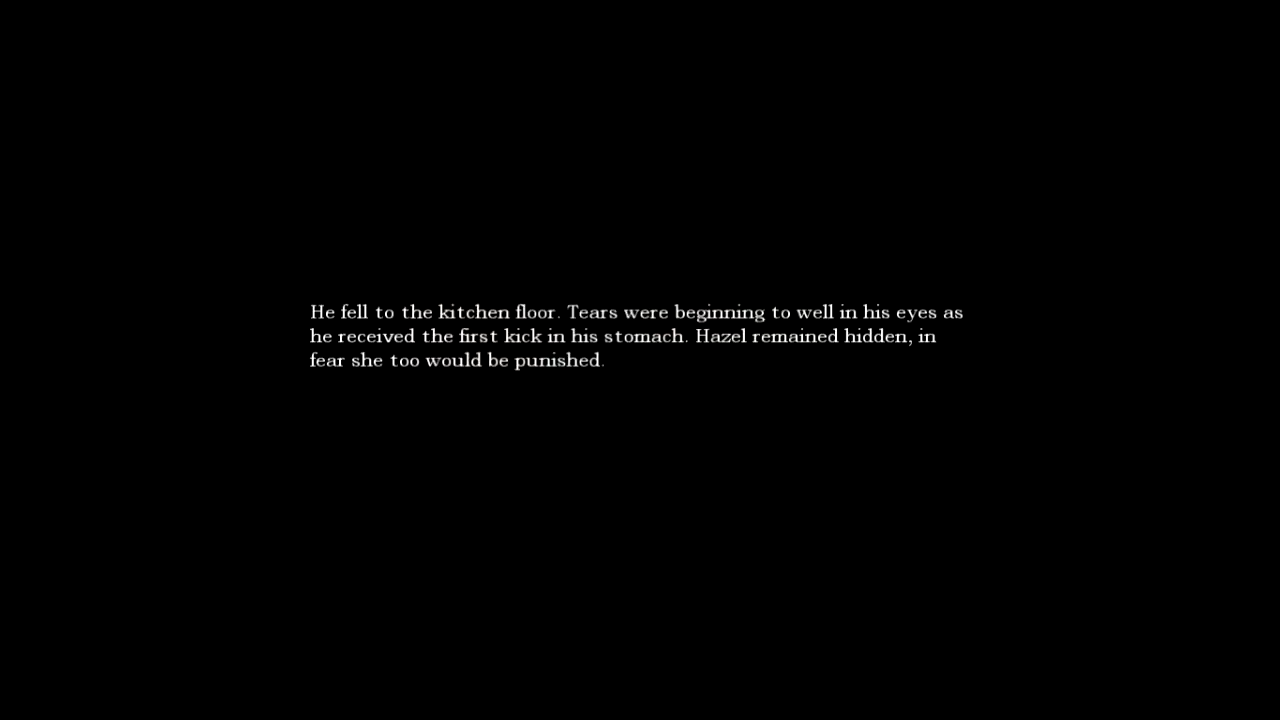 He fell to the kitchen floor. Tears were beginning to well in his eyes as
he received the first kick in his stomach. Hazel remained hidden, in
fear she too would be punished.